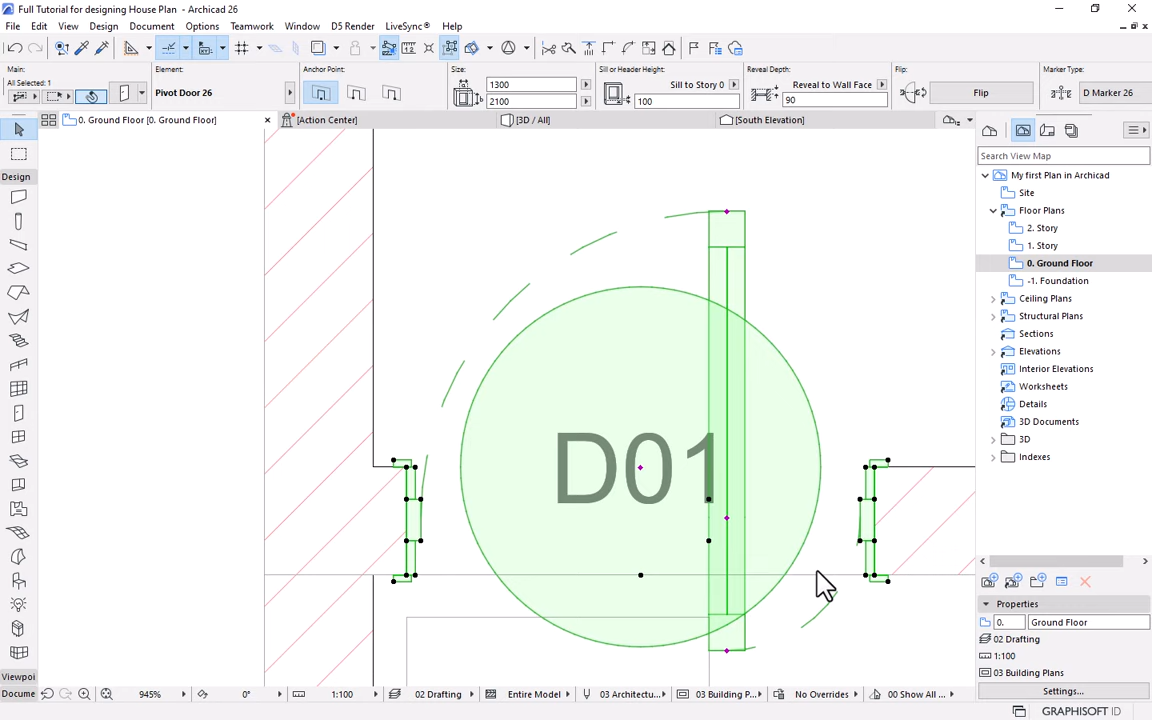 Full Tutorial for designing House Plan - Archicad 26
File Edit View Design Document Options Teamwork Window D5 Render LiveSync® Help
Main:
All Selected: 1
Element:
Pivot Door 26
Anchor Point:
Size:
1300
2100
Sill or Header Height:
Sill to Story 0
100
Reveal Depth:
Reveal to Wall Face
90
Flip:
Flip
Marker Type:
D Marker 26
0. Ground Floor [0. Ground Floor]
[Action Center]
[3D / All]
[South Elevation]
Design
D01
Viewpoi
Docume
Search View Map
My first Plan in Archicad
Site
Floor Plans
2. Story
1. Story
0. Ground Floor
-1. Foundation
Ceiling Plans
Structural Plans
Sections
Elevations
Interior Elevations
Worksheets
Details
3D Documents
3D
Indexes
Properties
0. Ground Floor
02 Drafting
1:100
03 Building Plans
Settings...
945% 0° 1:100 02 Drafting Entire Model 03 Architectu... 03 Building P... No Overrides 00 Show All ...
GRAPHISOFT ID